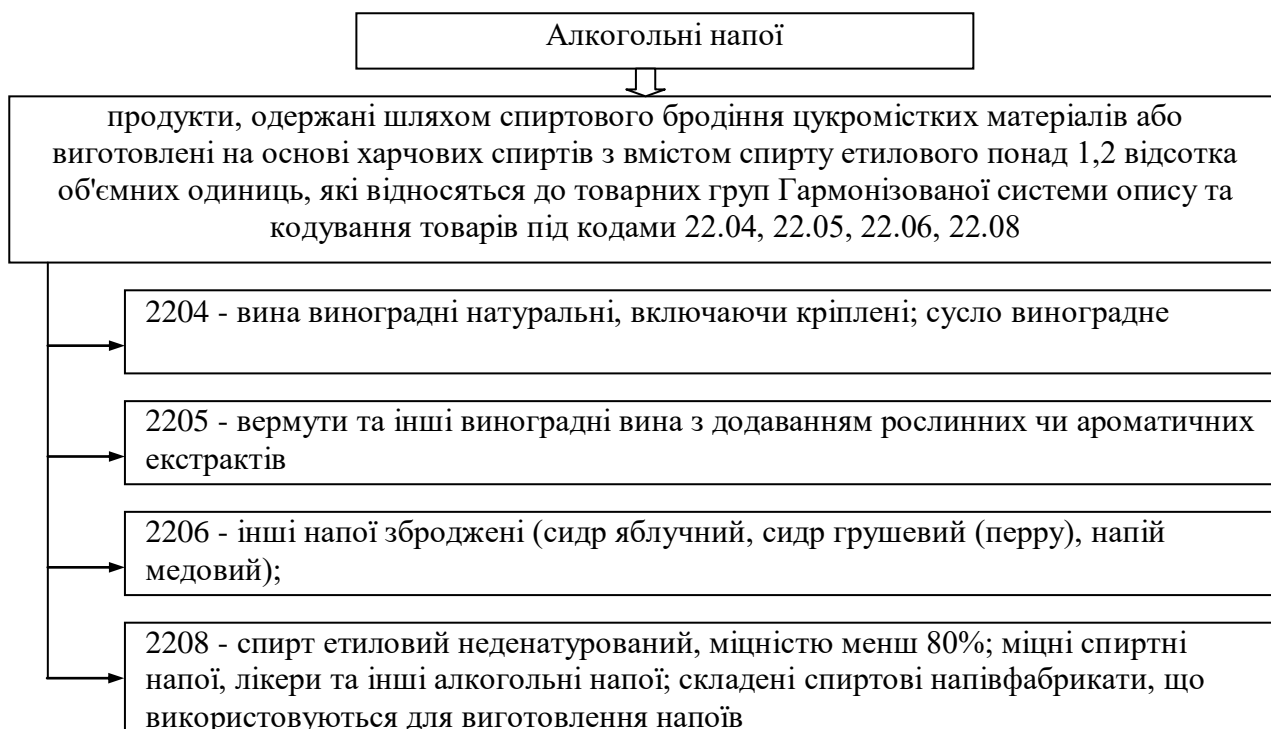 Алкогольні напої
продукти, одержані шляхом спиртового бродіння цукромістких матеріалів або
виготовлені на основі харчових спиртів з вмістом спирту етилового понад 1,2 відсотка
об'ємних одиниць, які відносяться до товарних груп Гармонізованої системи опису та
кодування товарів під кодами 22.04, 22.05, 22.06, 22.08
2204 - вина виноградні натуральні, включаючи кріплені; сусло виноградне
2205 - вермути та інші виноградні вина з додаванням рослинних чи ароматичних
екстрактів
2206 - інші напої зброджені (сидр яблучний, сидр грушевий (перру), напій
медовий);
2208 - спирт етиловий неденатурований, міцністю менш 80%; міцні спиртні
напої, лікери та інші алкогольні напої; складені спиртові напівфабрикати, що
використовуються для виготовлення напоїв